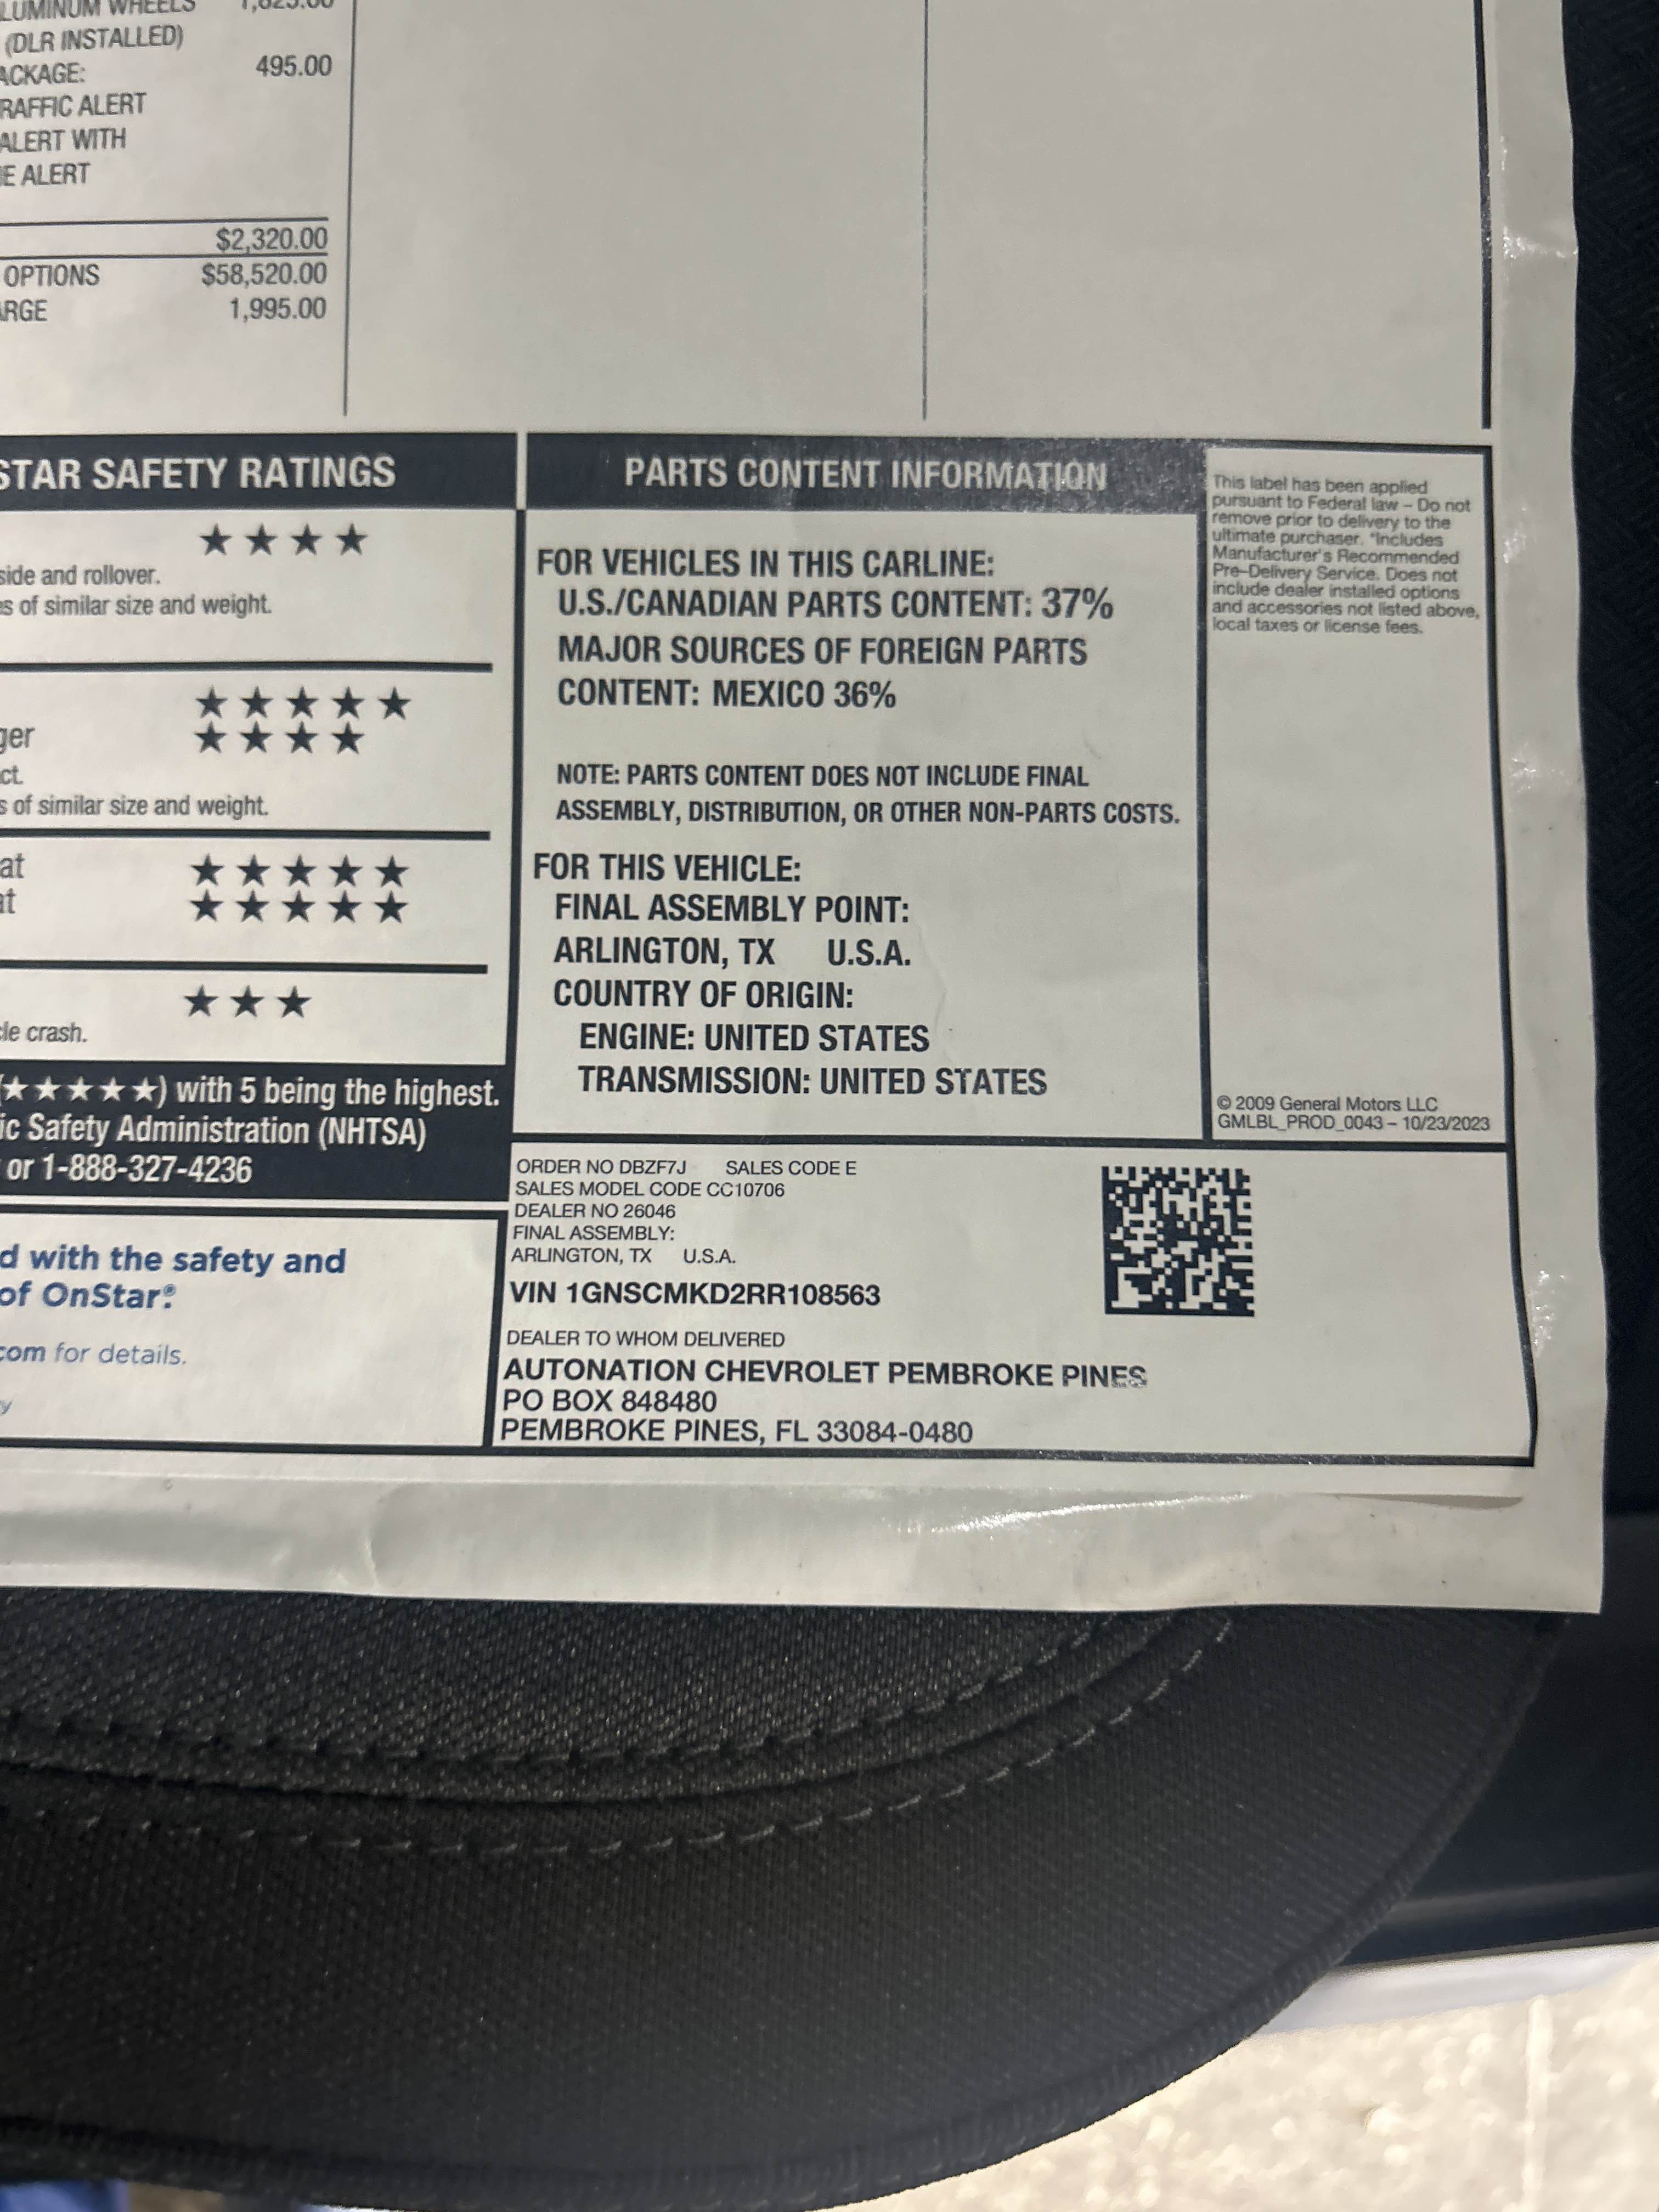 LUMINUM WHEELS 1,825.00
(DLR INSTALLED)
ACKAGE: 495.00
RAFFIC ALERT
ALERT WITH
E ALERT
$2,320.00
OPTIONS $58,520.00
ARGE 1,995.00
STAR SAFETY RATINGS
★★★★
side and rollover.
es of similar size and weight.
★★★★★
ger ★★★★
ct.
s of similar size and weight.
at ★★★★★
at ★★★★★
★★★
cle crash.
(★★★★★) with 5 being the highest.
ic Safety Administration (NHTSA)
or 1-888-327-4236
d with the safety and
of OnStar®
com for details.
y
PARTS CONTENT INFORMATION
FOR VEHICLES IN THIS CARLINE:
U.S./CANADIAN PARTS CONTENT: 37%
MAJOR SOURCES OF FOREIGN PARTS
CONTENT: MEXICO 36%
NOTE: PARTS CONTENT DOES NOT INCLUDE FINAL
ASSEMBLY, DISTRIBUTION, OR OTHER NON-PARTS COSTS.
FOR THIS VEHICLE:
FINAL ASSEMBLY POINT:
ARLINGTON, TX U.S.A.
COUNTRY OF ORIGIN:
ENGINE: UNITED STATES
TRANSMISSION: UNITED STATES
This label has been applied
pursuant to Federal law – Do not
remove prior to delivery to the
ultimate purchaser. *Includes
Manufacturer's Recommended
Pre-Delivery Service. Does not
include dealer installed options
and accessories not listed above,
local taxes or license fees.
© 2009 General Motors LLC
GMLBL_PROD_0043 – 10/23/2023
ORDER NO DBZF7J SALES CODE E
SALES MODEL CODE CC10706
DEALER NO 26046
FINAL ASSEMBLY:
ARLINGTON, TX U.S.A.
VIN 1GNSCMKD2RR108563
DEALER TO WHOM DELIVERED
AUTONATION CHEVROLET PEMBROKE PINES
PO BOX 848480
PEMBROKE PINES, FL 33084-0480